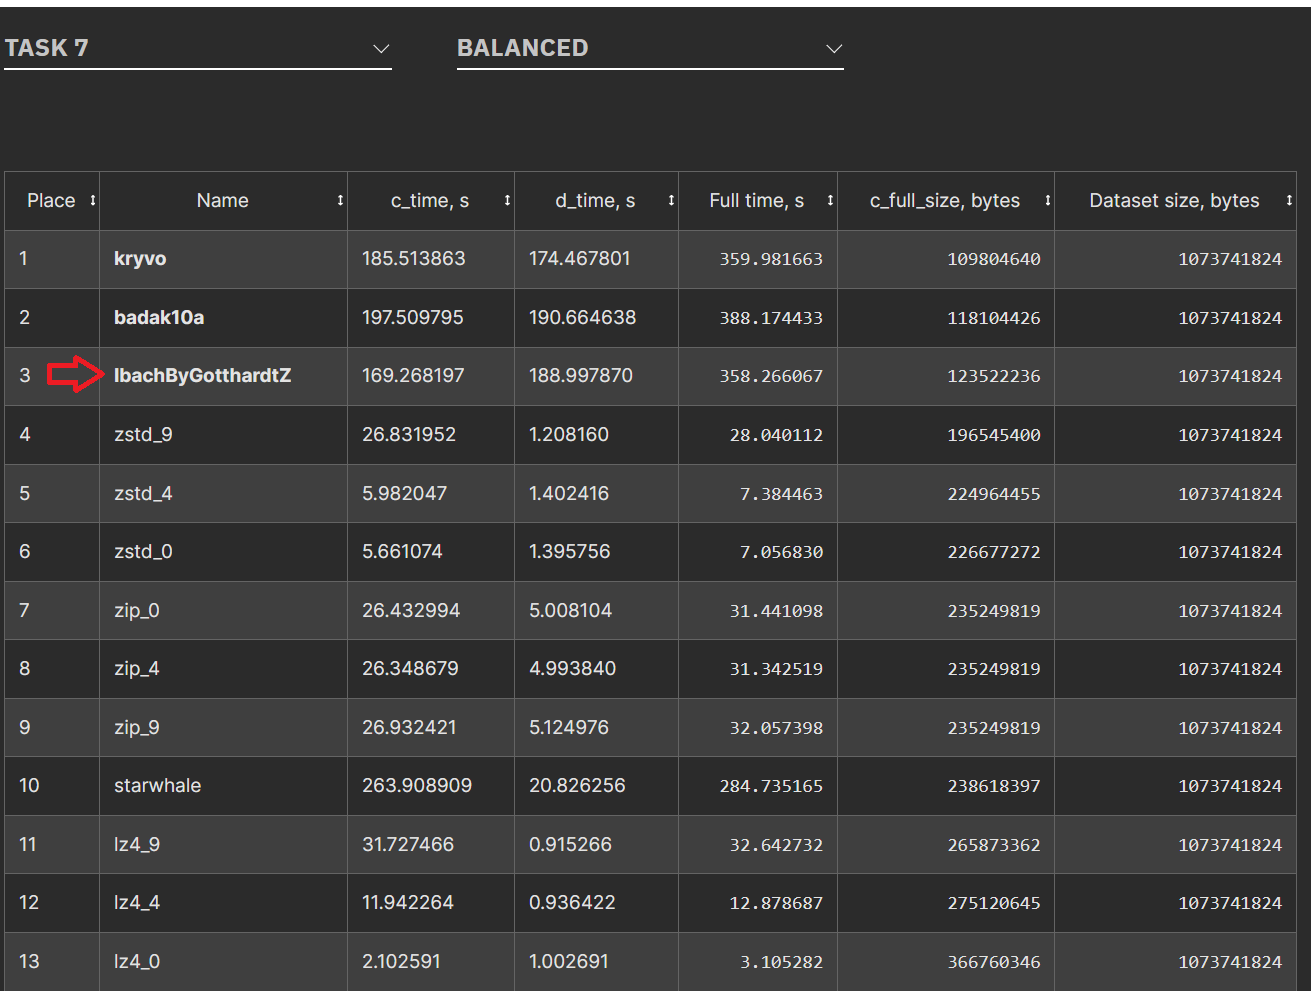 TASK 7 BALANCED
Place Name c_time, s d_time, s Full time, s c_full_size, bytes Dataset size, bytes
1 kryvo 185.513863 174.467801 359.981663 109804640 1073741824
2 badak10a 197.509795 190.664638 388.174433 118104426 1073741824
3 IbachByGotthardtZ 169.268197 188.997870 358.266067 123522236 1073741824
4 zstd_9 26.831952 1.208160 28.040112 196545400 1073741824
5 zstd_4 5.982047 1.402416 7.384463 224964455 1073741824
6 zstd_0 5.661074 1.395756 7.056830 226677272 1073741824
7 zip_0 26.432994 5.008104 31.441098 235249819 1073741824
8 zip_4 26.348679 4.993840 31.342519 235249819 1073741824
9 zip_9 26.932421 5.124976 32.057398 235249819 1073741824
10 starwhale 263.908909 20.826256 284.735165 238618397 1073741824
11 lz4_9 31.727466 0.915266 32.642732 265873362 1073741824
12 lz4_4 11.942264 0.936422 12.878687 275120645 1073741824
13 lz4_0 2.102591 1.002691 3.105282 366760346 1073741824